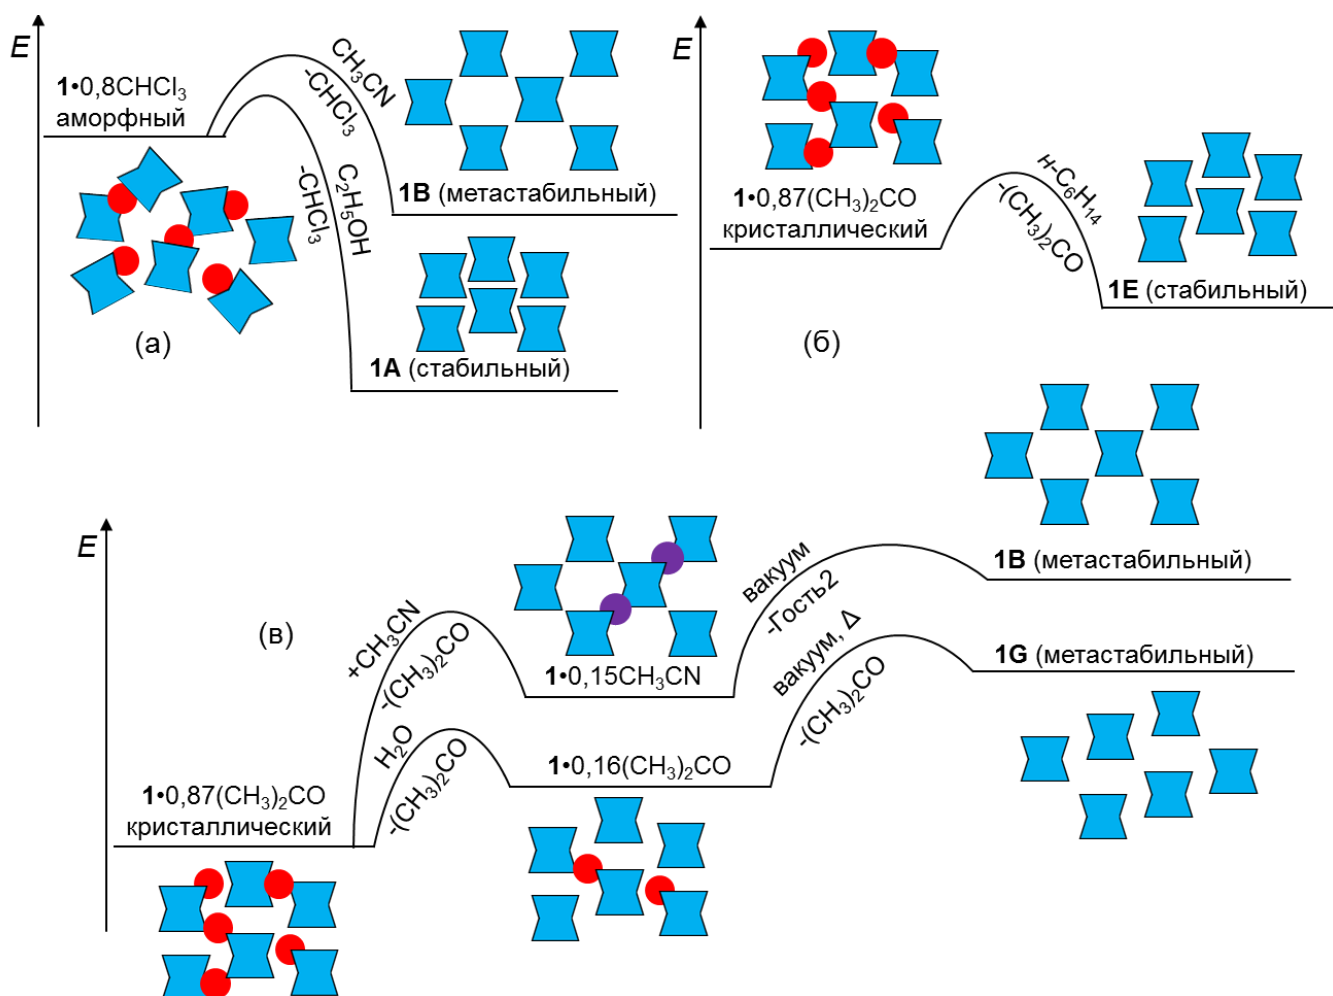 E
1•0,8CHCl₃
аморфный
CH₃CN
-CHCl₃
C₂H₅OH
-CHCl₃
1B (метастабильный)
1A (стабильный)
(а)
E
1•0,87(CH₃)₂CO
кристаллический
н-C₆H₁₄
-(CH₃)₂CO
1E (стабильный)
(б)
E
(в)
1•0,87(CH₃)₂CO
кристаллический
+CH₃CN
-(CH₃)₂CO
H₂O
-(CH₃)₂CO
1•0,15CH₃CN
1•0,16(CH₃)₂CO
вакуум
-Гость2
вакуум, Δ
-(CH₃)₂CO
1B (метастабильный)
1G (метастабильный)